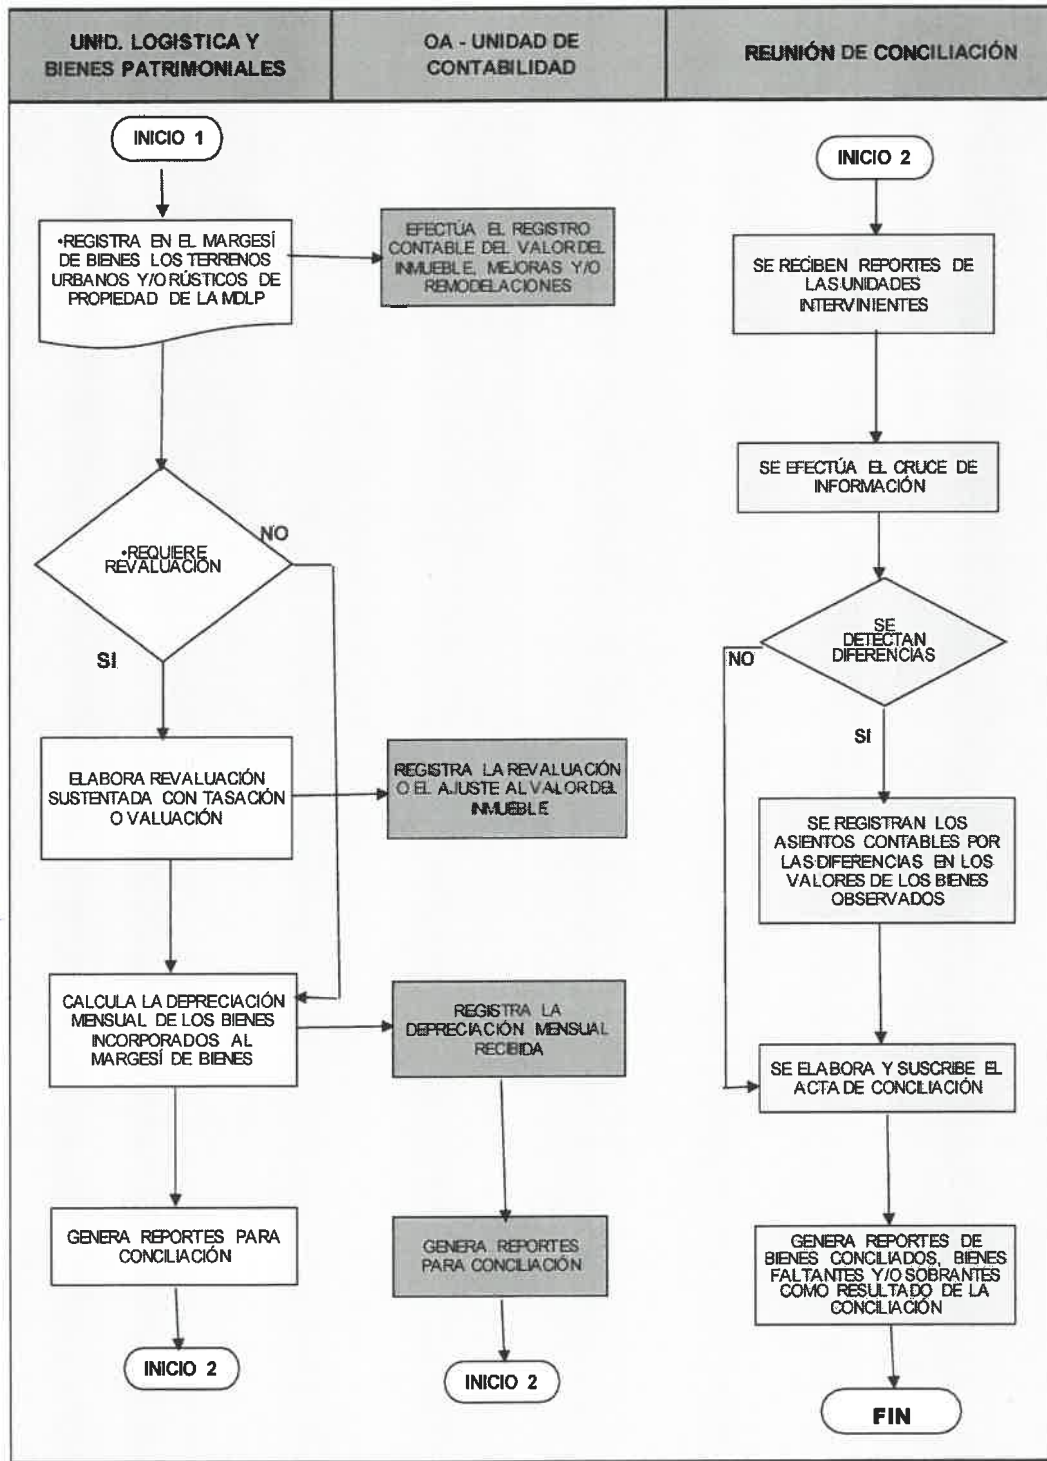 UNID. LOGISTICA Y
BIENES PATRIMONIALES
OA - UNIDAD DE
CONTABILIDAD
REUNIÓN DE CONCILIACIÓN
INICIO 1
•REGISTRA EN EL MARGESÍ
DE BIENES LOS TERRENOS
URBANOS Y/O RÚSTICOS DE
PROPIEDAD DE LA MDLP
EFECTÚA EL REGISTRO
CONTABLE DEL VALOR DEL
INMUEBLE, MEJORAS Y/O
REMODELACIONES
•REQUIERE
REVALUACIÓN
NO
SI
ELABORA REVALUACIÓN
SUSTENTADA CON TASACIÓN
O VALUACIÓN
REGISTRA LA REVALUACIÓN
O EL AJUSTE AL VALOR DEL
INMUEBLE
CALCULA LA DEPRECIACIÓN
MENSUAL DE LOS BIENES
INCORPORADOS AL
MARGESÍ DE BIENES
REGISTRA LA
DEPRECIACIÓN MENSUAL
RECIBIDA
GENERA REPORTES PARA
CONCILIACIÓN
GENERA REPORTES
PARA CONCILIACIÓN
INICIO 2
INICIO 2
INICIO 2
SE RECIBEN REPORTES DE
LAS UNIDADES
INTERVINIENTES
SE EFECTÚA EL CRUCE DE
INFORMACIÓN
SE
DETECTAN
DIFERENCIAS
NO
SI
SE REGISTRAN LOS
ASIENTOS CONTABLES POR
LAS DIFERENCIAS EN LOS
VALORES DE LOS BIENES
OBSERVADOS
SE ELABORA Y SUSCRIBE EL
ACTA DE CONCILIACIÓN
GENERA REPORTES DE
BIENES CONCILIADOS, BIENES
FALTANTES Y/O SOBRANTES
COMO RESULTADO DE LA
CONCILIACIÓN
FIN